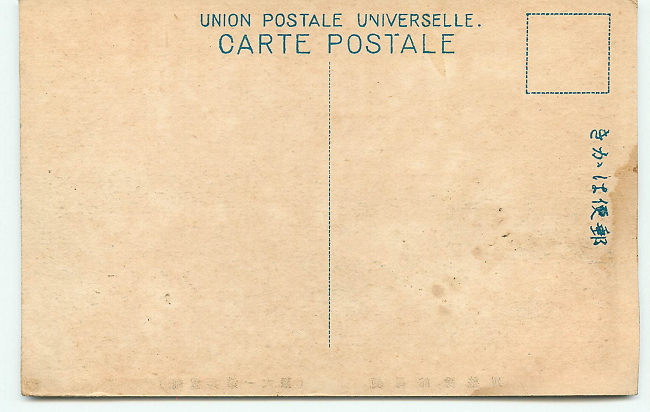 UNION POSTALE UNIVERSELLE.
CARTE POSTALE
きかは便郵